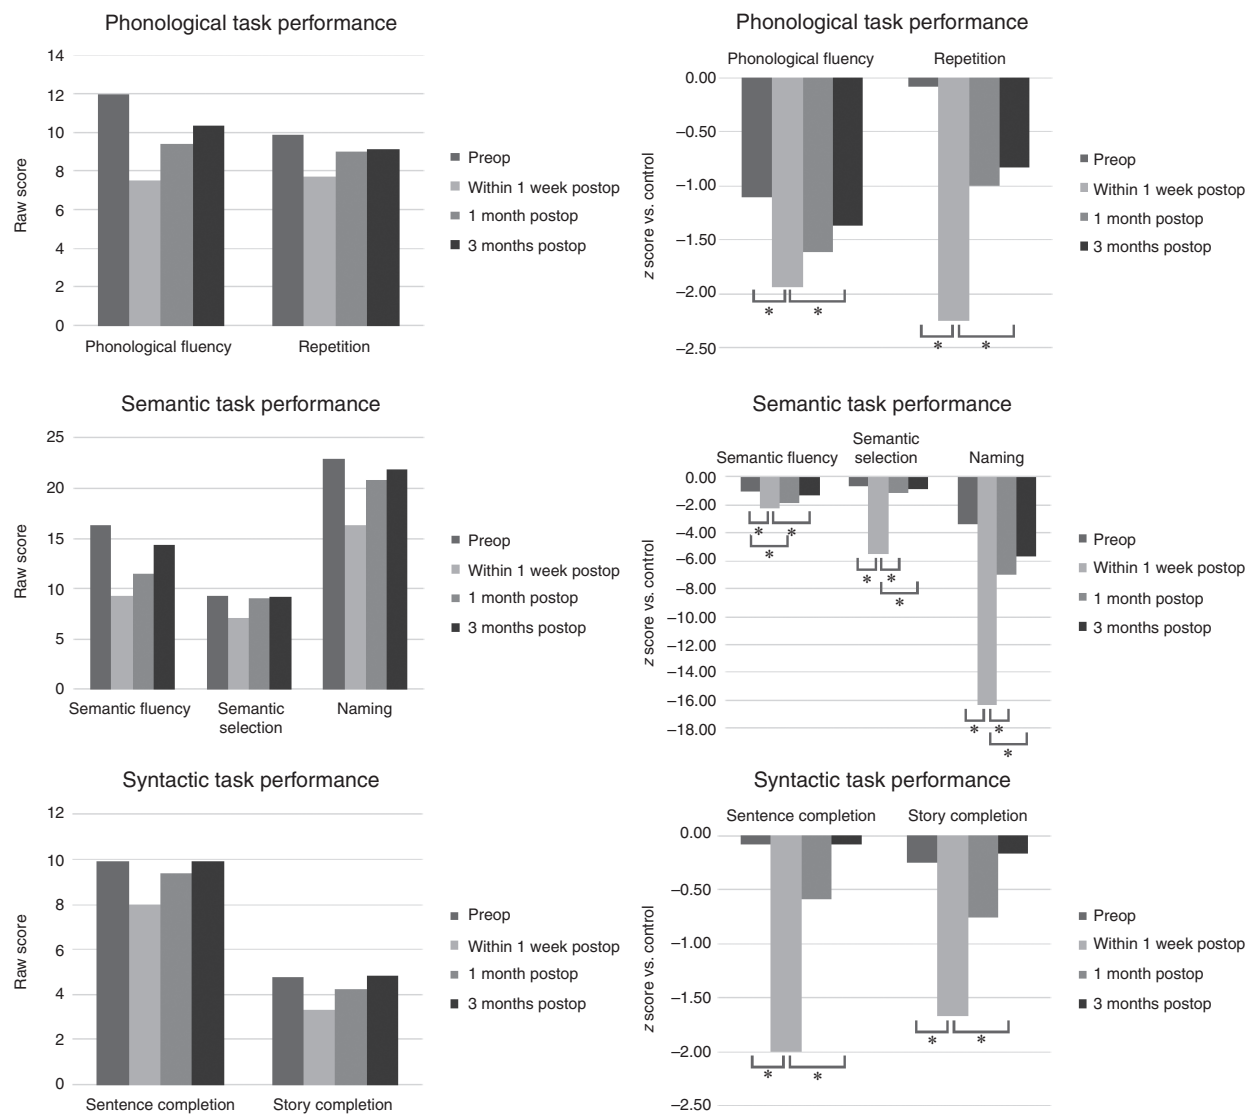 Phonological task performance
14
12
10
8
6
4
2
0
Raw score
Phonological fluency
Repetition
Preop
Within 1 week postop
1 month postop
3 months postop
Phonological task performance
Phonological fluency
Repetition
0.00
–0.50
–1.00
–1.50
–2.00
–2.50
z score vs. control
*
*
*
*
Preop
Within 1 week postop
1 month postop
3 months postop
Semantic task performance
25
20
15
10
5
0
Raw score
Semantic fluency
Semantic
selection
Naming
Preop
Within 1 week postop
1 month postop
3 months postop
Semantic task performance
Semantic fluency
Semantic
selection
Naming
0.00
–2.00
–4.00
–6.00
–8.00
–10.00
–12.00
–14.00
–16.00
–18.00
z score vs. control
*
*
*
*
*
*
*
*
*
Preop
Within 1 week postop
1 month postop
3 months postop
Syntactic task performance
12
10
8
6
4
2
0
Raw score
Sentence completion
Story completion
Preop
Within 1 week postop
1 month postop
3 months postop
Syntactic task performance
Sentence completion
Story completion
0.00
–0.50
–1.00
–1.50
–2.00
–2.50
z score vs. control
*
*
*
*
Preop
Within 1 week postop
1 month postop
3 months postop